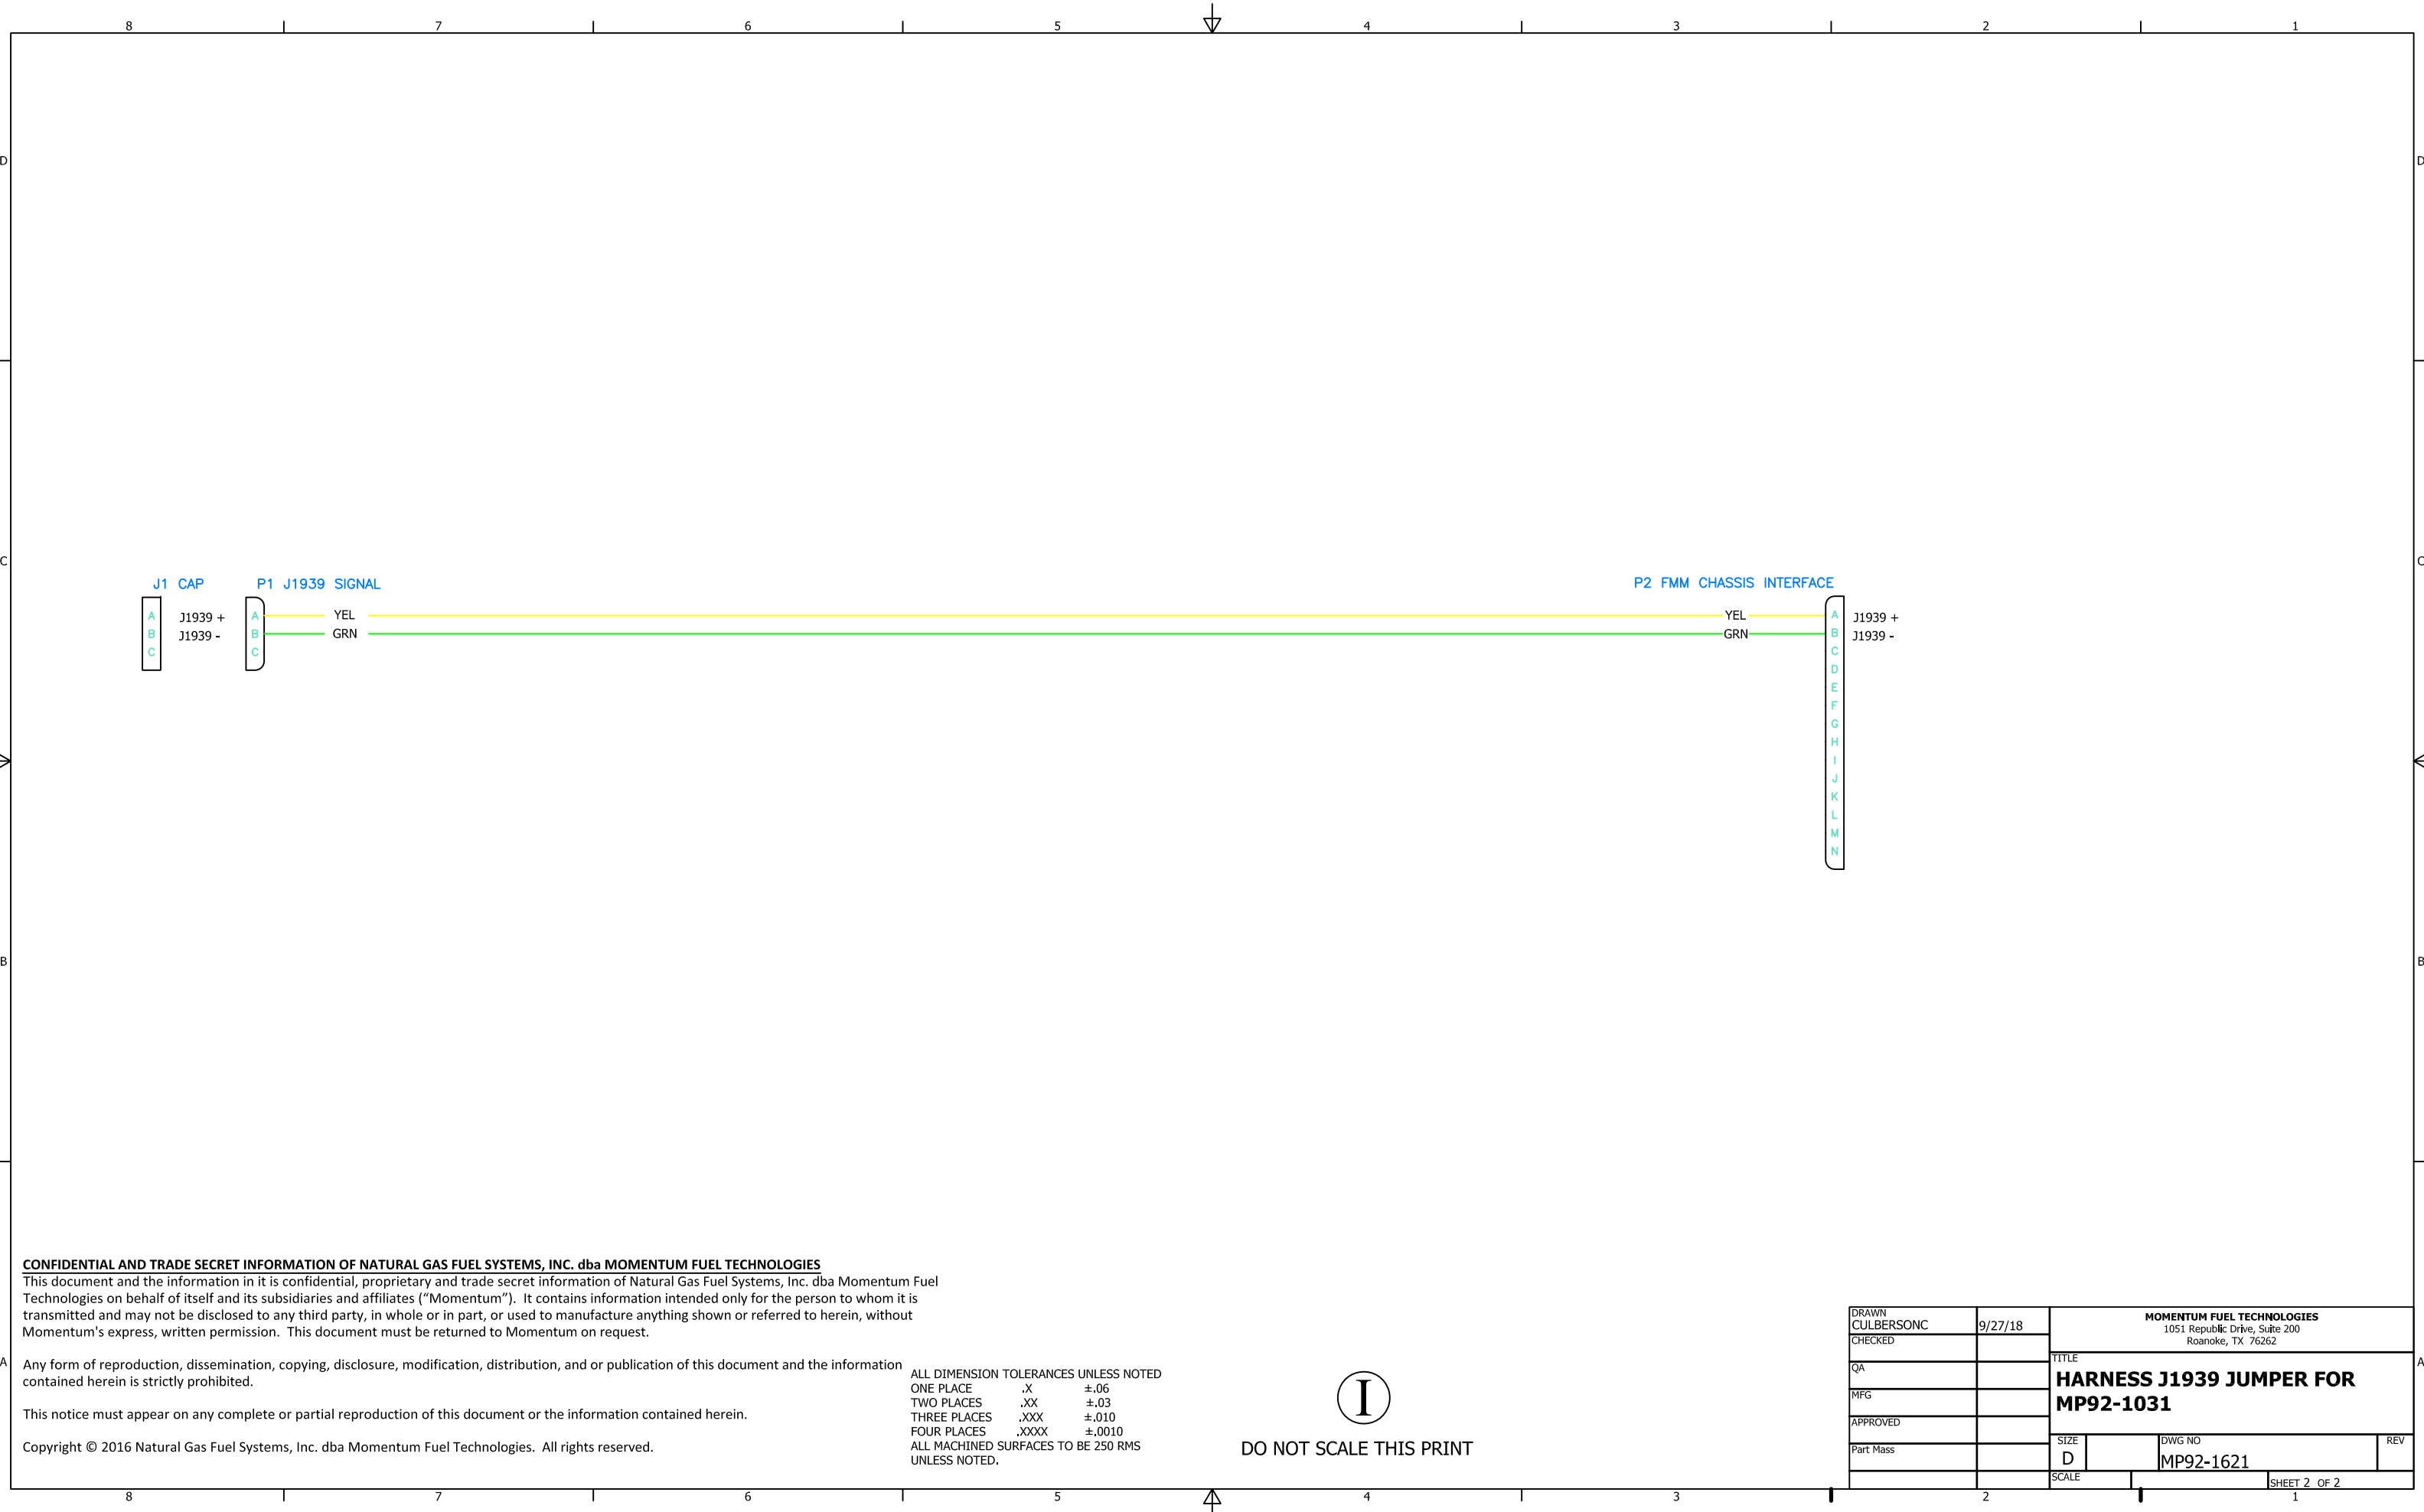 8 7 6 5 4 3 2 1
D D
C C
J1 CAP P1 J1939 SIGNAL P2 FMM CHASSIS INTERFACE
A J1939 + A YEL YEL A J1939 +
B J1939 - B GRN GRN B J1939 -
C C C
D
E
F
G
H
I
J
K
L
M
N
B B
CONFIDENTIAL AND TRADE SECRET INFORMATION OF NATURAL GAS FUEL SYSTEMS, INC. dba MOMENTUM FUEL TECHNOLOGIES
This document and the information in it is confidential, proprietary and trade secret information of Natural Gas Fuel Systems, Inc. dba Momentum Fuel
Technologies on behalf of itself and its subsidiaries and affiliates (“Momentum”). It contains information intended only for the person to whom it is
transmitted and may not be disclosed to any third party, in whole or in part, or used to manufacture anything shown or referred to herein, without
Momentum's express, written permission. This document must be returned to Momentum on request.
A A
Any form of reproduction, dissemination, copying, disclosure, modification, distribution, and or publication of this document and the information
contained herein is strictly prohibited.
This notice must appear on any complete or partial reproduction of this document or the information contained herein.
Copyright © 2016 Natural Gas Fuel Systems, Inc. dba Momentum Fuel Technologies. All rights reserved.
ALL DIMENSION TOLERANCES UNLESS NOTED
ONE PLACE .X ±.06
TWO PLACES .XX ±.03
THREE PLACES .XXX ±.010
FOUR PLACES .XXXX ±.0010
ALL MACHINED SURFACES TO BE 250 RMS
UNLESS NOTED.
I
DO NOT SCALE THIS PRINT
DRAWN
CULBERSONC 9/27/18
CHECKED
QA
MFG
APPROVED
Part Mass
MOMENTUM FUEL TECHNOLOGIES
1051 Republic Drive, Suite 200
Roanoke, TX 76262
TITLE
HARNESS J1939 JUMPER FOR
MP92-1031
SIZE DWG NO REV
D MP92-1621
SCALE SHEET 2 OF 2
8 7 6 5 4 3 2 1